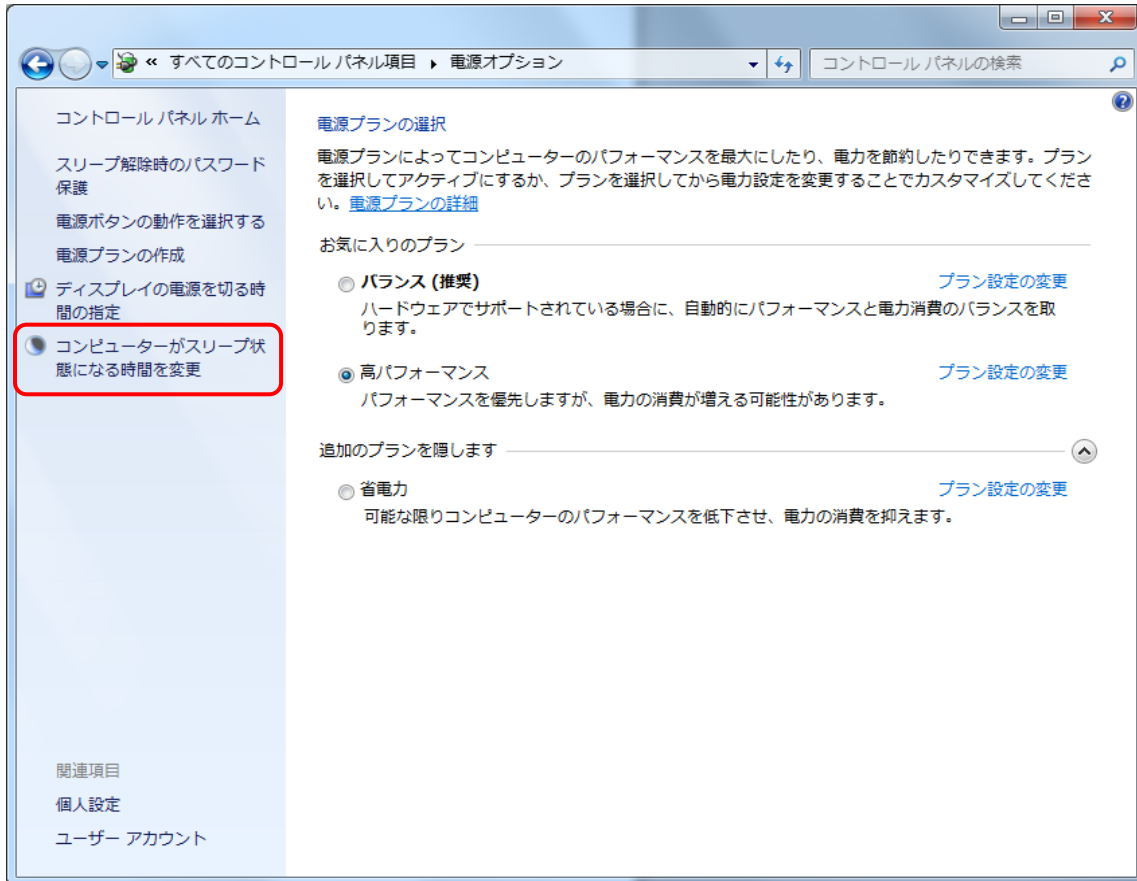 « すべてのコントロール パネル項目 ▸ 電源オプション
コントロール パネルの検索
コントロール パネル ホーム
スリープ解除時のパスワード
保護
電源ボタンの動作を選択する
電源プランの作成
ディスプレイの電源を切る時
間の指定
コンピューターがスリープ状
態になる時間を変更
関連項目
個人設定
ユーザー アカウント
電源プランの選択
電源プランによってコンピューターのパフォーマンスを最大にしたり、電力を節約したりできます。プラン
を選択してアクティブにするか、プランを選択してから電力設定を変更することでカスタマイズしてくださ
い。電源プランの詳細
お気に入りのプラン
バランス (推奨) プラン設定の変更
ハードウェアでサポートされている場合に、自動的にパフォーマンスと電力消費のバランスを取
ります。
高パフォーマンス プラン設定の変更
パフォーマンスを優先しますが、電力の消費が増える可能性があります。
追加のプランを隠します
省電力 プラン設定の変更
可能な限りコンピューターのパフォーマンスを低下させ、電力の消費を抑えます。